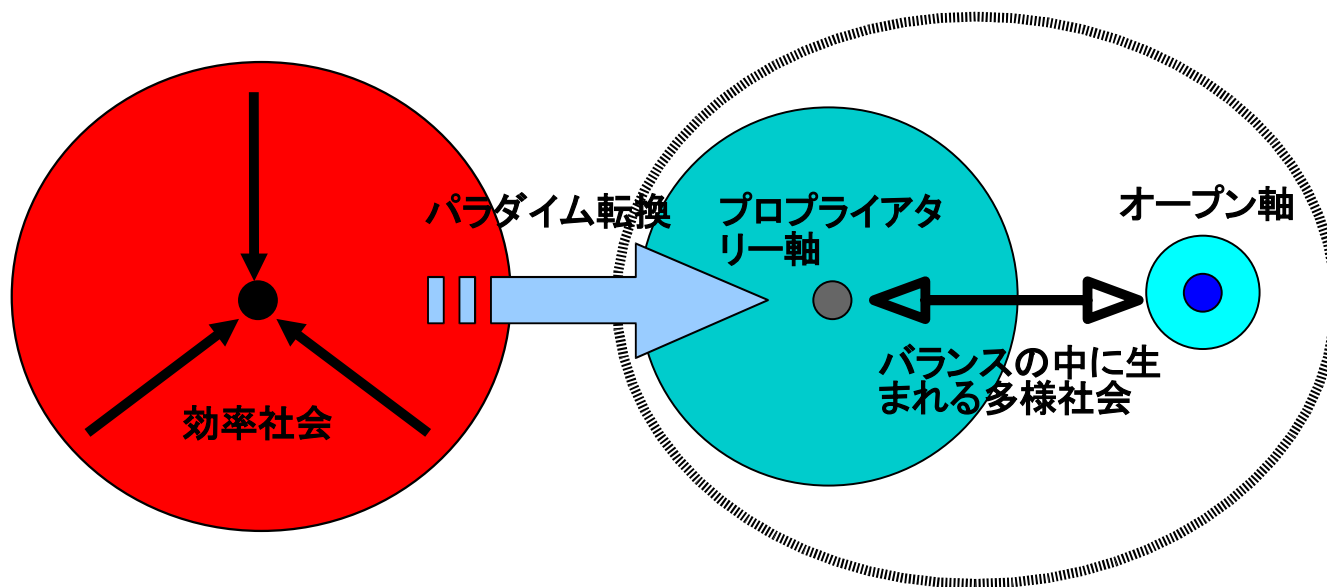 効率社会
パラダイム転換
プロプライアタ
リー軸
オープン軸
バランスの中に生
まれる多様社会